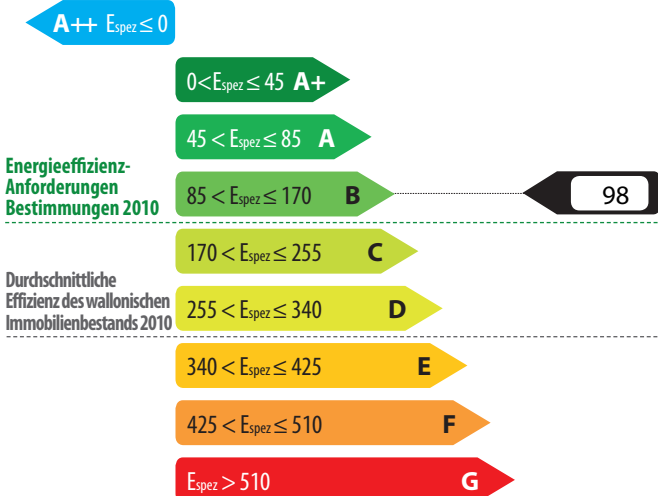 A++ Espez ≤ 0
0 < Espez ≤ 45 A+
45 < Espez ≤ 85 A
Energieeffizienz-
Anforderungen
Bestimmungen 2010
85 < Espez ≤ 170 B
98
170 < Espez ≤ 255 C
Durchschnittliche
Effizienz des wallonischen
Immobilienbestands 2010
255 < Espez ≤ 340 D
340 < Espez ≤ 425 E
425 < Espez ≤ 510 F
Espez > 510 G